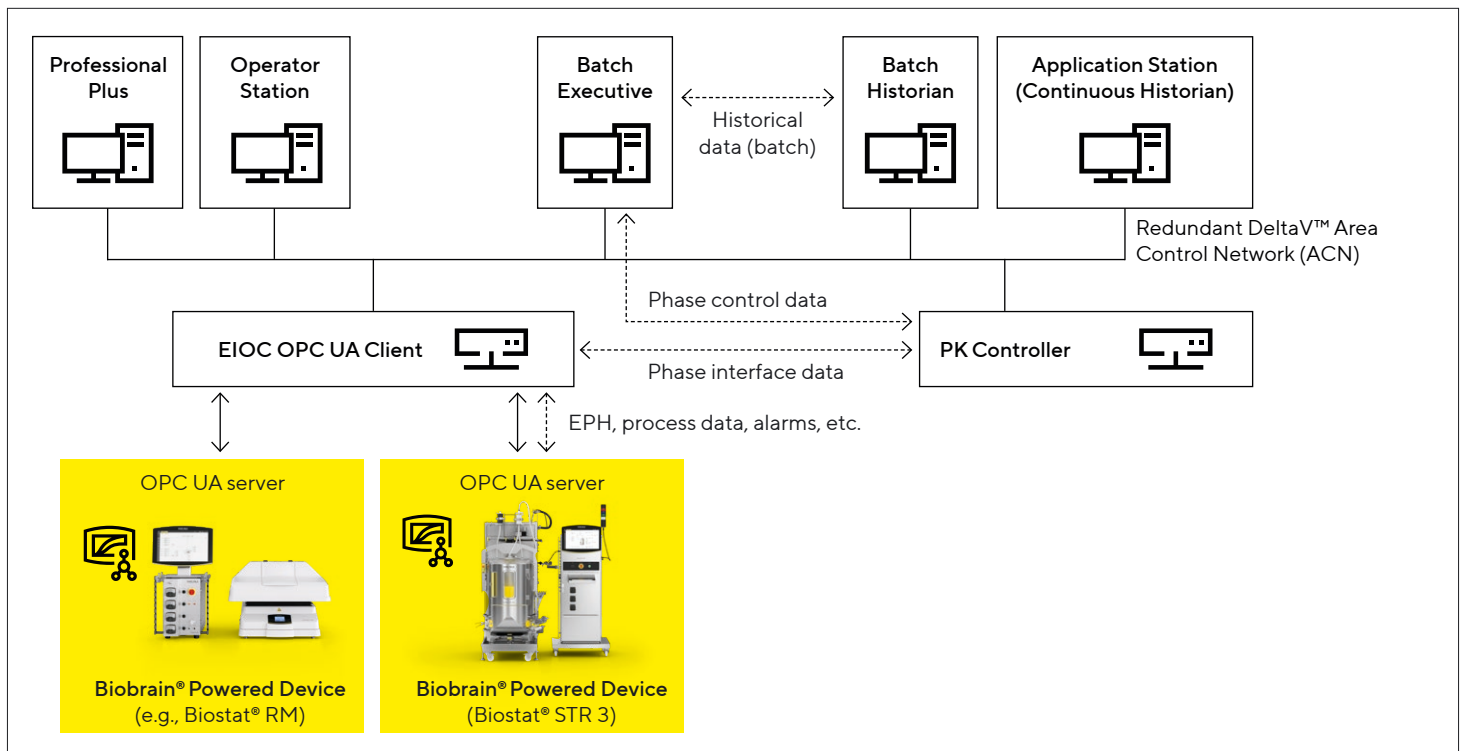 Professional
Plus
Operator
Station
Batch
Executive
Batch
Historian
Application Station
(Continuous Historian)
Historical
data (batch)
Redundant DeltaV™ Area
Control Network (ACN)
Phase control data
EIOC OPC UA Client
PK Controller
Phase interface data
EPH, process data, alarms, etc.
OPC UA server
OPC UA server
Biobrain® Powered Device
(e.g., Biostat® RM)
Biobrain® Powered Device
(Biostat® STR 3)